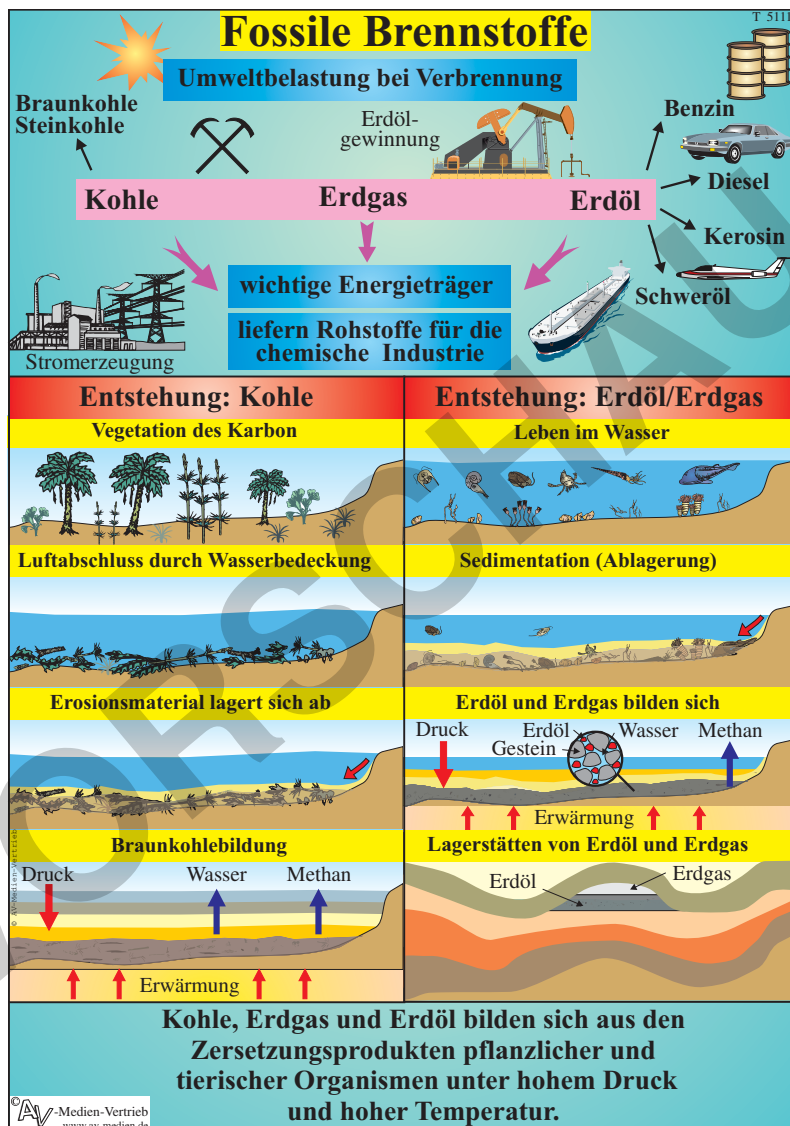 T 5111
Fossile Brennstoffe
Umweltbelastung bei Verbrennung
Braunkohle
Steinkohle
Erdöl-
gewinnung
Benzin
Diesel
Kohle
Erdgas
Erdöl
Kerosin
Schweröl
wichtige Energieträger
liefern Rohstoffe für die
chemische Industrie
Stromerzeugung
Entstehung: Kohle
Vegetation des Karbon
Luftabschluss durch Wasserbedeckung
Erosionsmaterial lagert sich ab
Braunkohlebildung
Druck
Wasser
Methan
Erwärmung
Entstehung: Erdöl/Erdgas
Leben im Wasser
Sedimentation (Ablagerung)
Erdöl und Erdgas bilden sich
Druck
Erdöl
Wasser
Methan
Gestein
Erwärmung
Lagerstätten von Erdöl und Erdgas
Erdgas
Erdöl
Kohle, Erdgas und Erdöl bilden sich aus den
Zersetzungsprodukten pflanzlicher und
tierischer Organismen unter hohem Druck
und hoher Temperatur.
© AV-Medien-Vertrieb
www.av-medien.de
© AV-Medien-Vertrieb
VORSCHAU